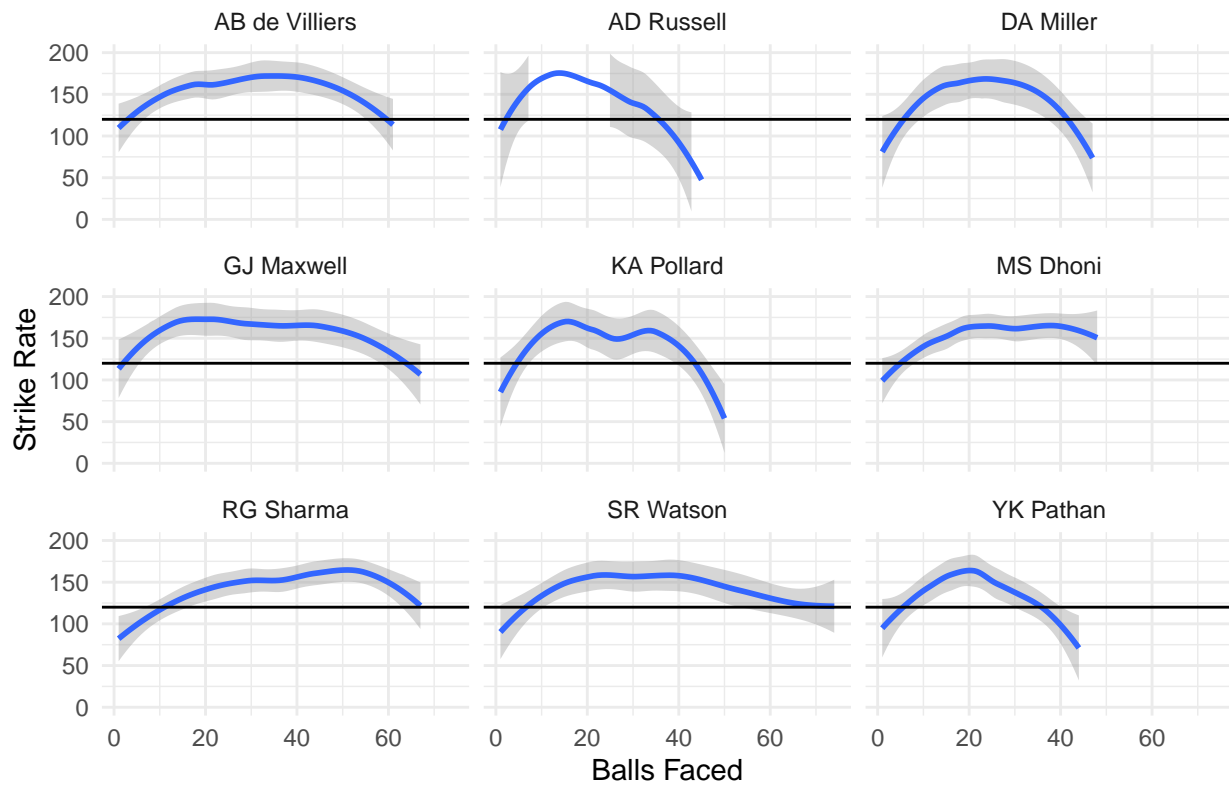 AB de Villiers AD Russell DA Miller
200
150
100
50
0
GJ Maxwell KA Pollard MS Dhoni
200
150
100
50
0
Strike Rate
RG Sharma SR Watson YK Pathan
200
150
100
50
0
0 20 40 60 0 20 40 60 0 20 40 60
Balls Faced